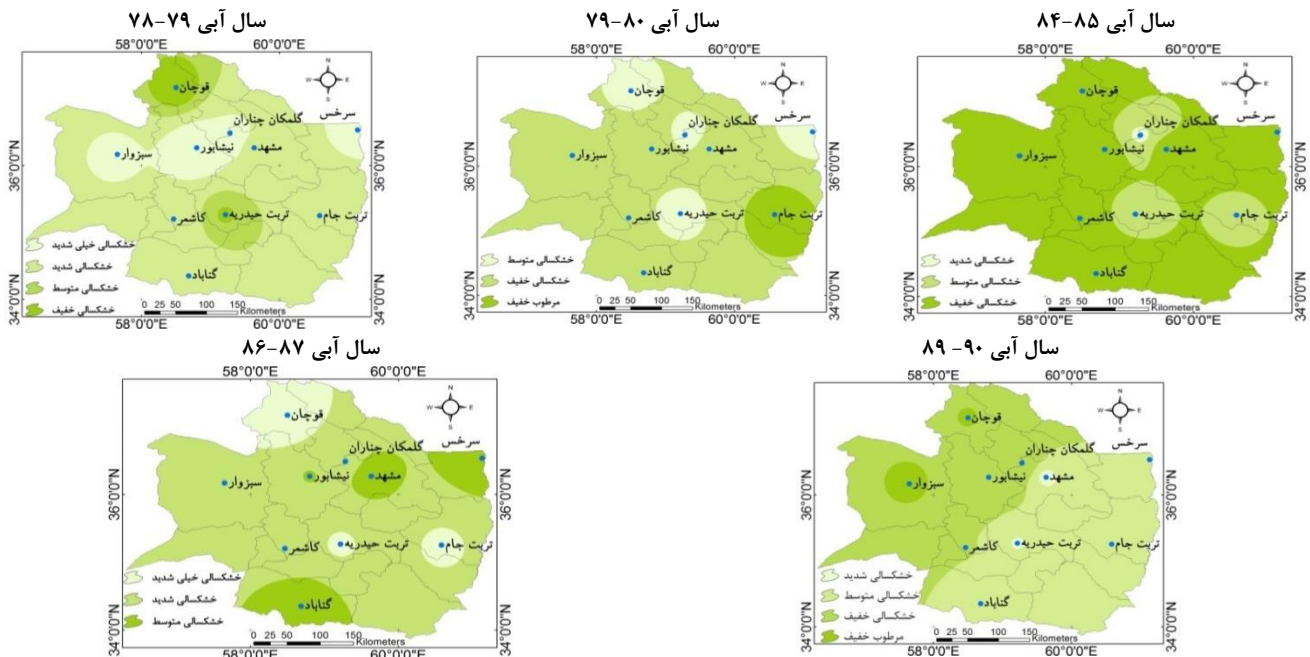 سال آبی ۷۹-۷۸
58°0'0"E 60°0'0"E
N
W E
S
قوچان
سرخس
گلمکان چناران
سبزوار نیشابور مشهد
36°0'0"N
36°0'0"N
کاشمر تربت حیدریه تربت جام
گناباد
خشکسالی خیلی شدید
خشکسالی شدید
خشکسالی متوسط
خشکسالی خفیف
0 25 50 100 150
Kilometers
34°0'0"N
34°0'0"N
58°0'0"E 60°0'0"E
سال آبی ۸۰-۷۹
58°0'0"E 60°0'0"E
N
W E
S
قوچان
سرخس
گلمکان چناران
سبزوار نیشابور مشهد
36°0'0"N
36°0'0"N
کاشمر تربت حیدریه تربت جام
گناباد
خشکسالی متوسط
خشکسالی خفیف
مرطوب خفیف
0 25 50 100 150
Kilometers
34°0'0"N
34°0'0"N
58°0'0"E 60°0'0"E
سال آبی ۸۵-۸۴
58°0'0"E 60°0'0"E
N
W E
S
قوچان
سرخس
گلمکان چناران
سبزوار نیشابور مشهد
36°0'0"N
36°0'0"N
کاشمر تربت حیدریه تربت جام
گناباد
خشکسالی شدید
خشکسالی متوسط
خشکسالی خفیف
0 25 50 100 150
Kilometers
34°0'0"N
34°0'0"N
58°0'0"E 60°0'0"E
سال آبی ۸۷-۸۶
58°0'0"E 60°0'0"E
N
W E
S
قوچان
سرخس
گلمکان چناران
سبزوار نیشابور مشهد
36°0'0"N
36°0'0"N
کاشمر تربت حیدریه تربت جام
گناباد
خشکسالی خیلی شدید
خشکسالی شدید
خشکسالی متوسط
0 25 50 100 150
Kilometers
34°0'0"N
34°0'0"N
58°0'0"E 60°0'0"E
سال آبی ۹۰- ۸۹
58°0'0"E 60°0'0"E
N
W E
S
قوچان
سرخس
گلمکان چناران
سبزوار نیشابور مشهد
36°0'0"N
36°0'0"N
کاشمر تربت حیدریه تربت جام
گناباد
خشکسالی شدید
خشکسالی متوسط
خشکسالی خفیف
مرطوب خفیف
0 25 50 100 150
Kilometers
34°0'0"N
34°0'0"N
58°0'0"E 60°0'0"E